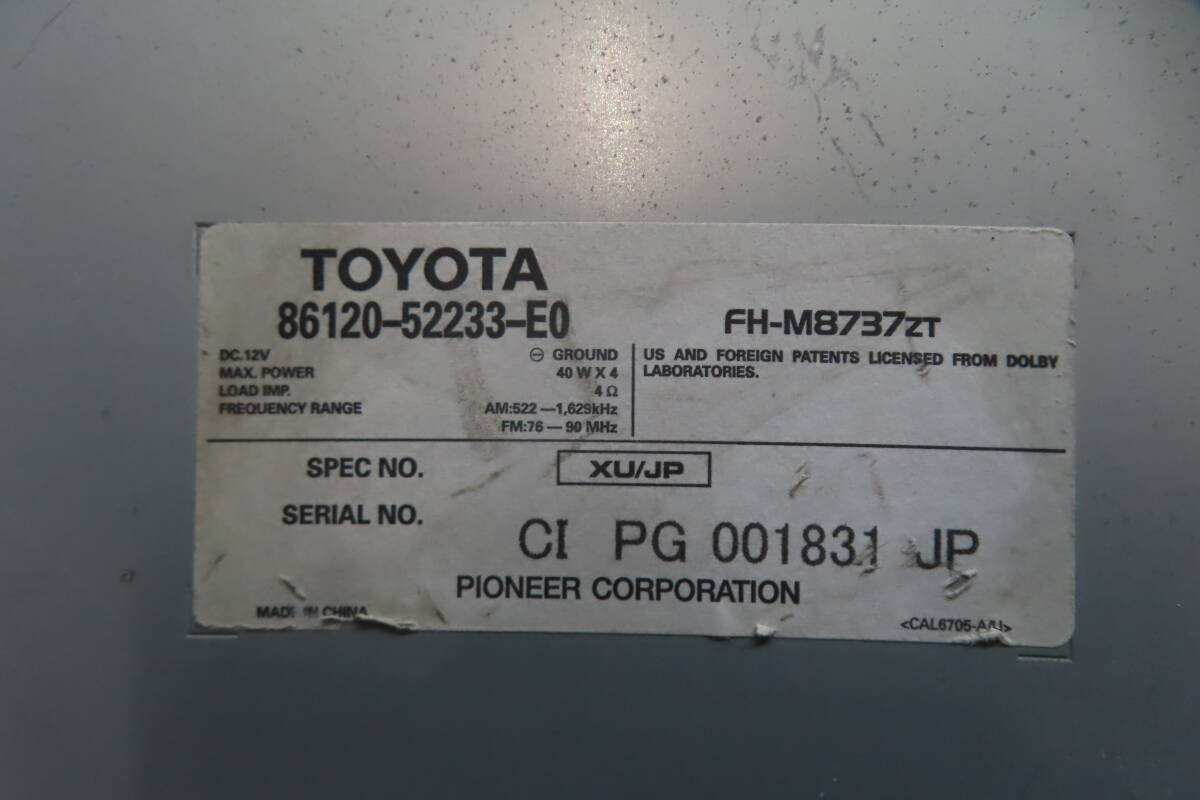 TOYOTA
86120-52233-E0
FH-M8737ZT
DC.12V ⊖ GROUND
MAX. POWER 40 W X 4
LOAD IMP. 4 Ω
FREQUENCY RANGE AM:522—1,629kHz
FM:76—90 MHz
US AND FOREIGN PATENTS LICENSED FROM DOLBY
LABORATORIES.
SPEC NO. XU/JP
SERIAL NO. CI PG 001831 JP
PIONEER CORPORATION
MADE IN CHINA